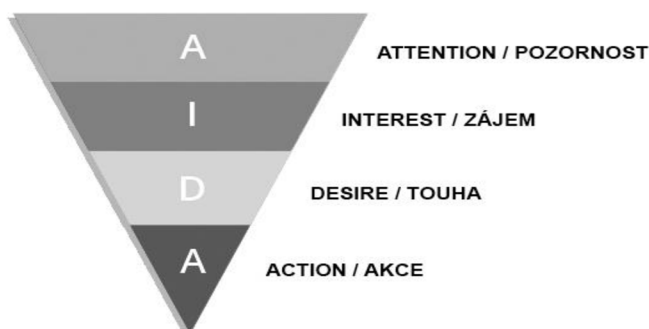 A ATTENTION / POZORNOST
I INTEREST / ZÁJEM
D DESIRE / TOUHA
A ACTION / AKCE